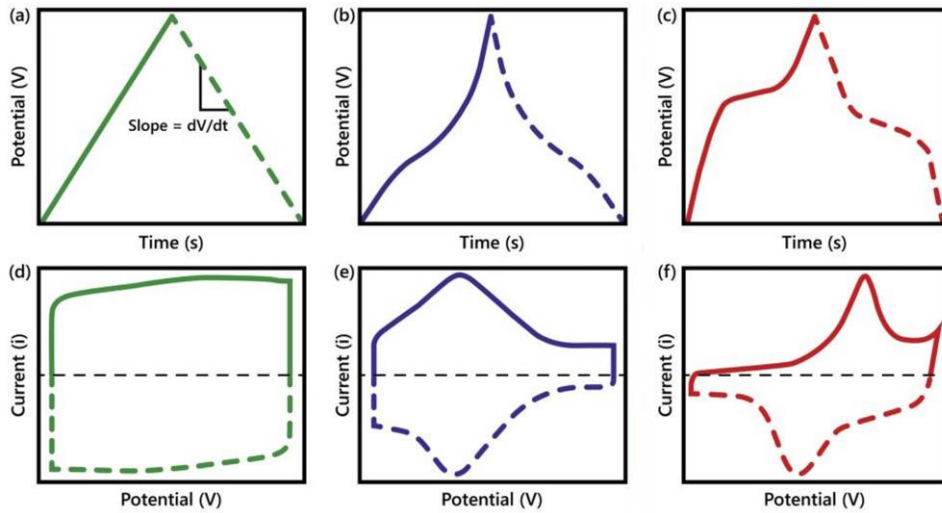 (a)
Potential (V)
Slope = dV/dt
Time (s)
(b)
Potential (V)
Time (s)
(c)
Potential (V)
Time (s)
(d)
Current (i)
Potential (V)
(e)
Current (i)
Potential (V)
(f)
Current (i)
Potential (V)